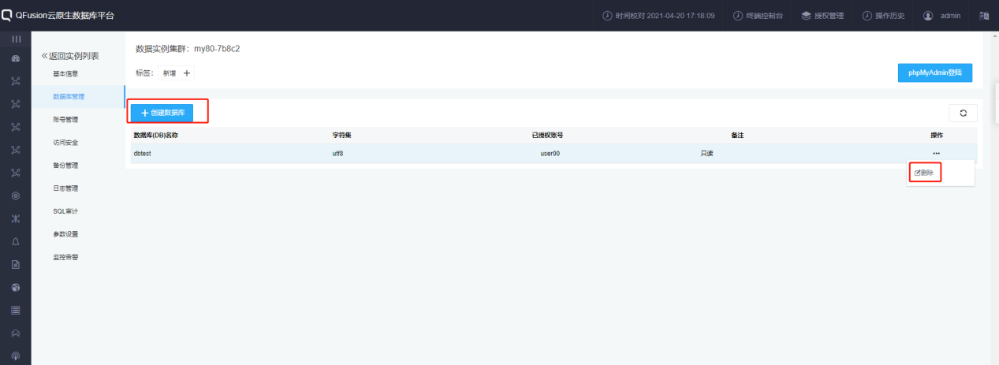 QFusion云原生数据库平台
时间校对 2021-04-20 17:18:09
终端控制台
授权管理
操作历史
admin
返回实例列表
基本信息
数据库管理
账号管理
访问安全
备份管理
日志管理
SQL审计
参数设置
监控告警
数据实例集群：my80-7b8c2
标签： 新增 +
phpMyAdmin登陆
+ 创建数据库
数据库(DB)名称 字符集 已授权账号 备注 操作
dbtest utf8 user00 只读 ...
删除